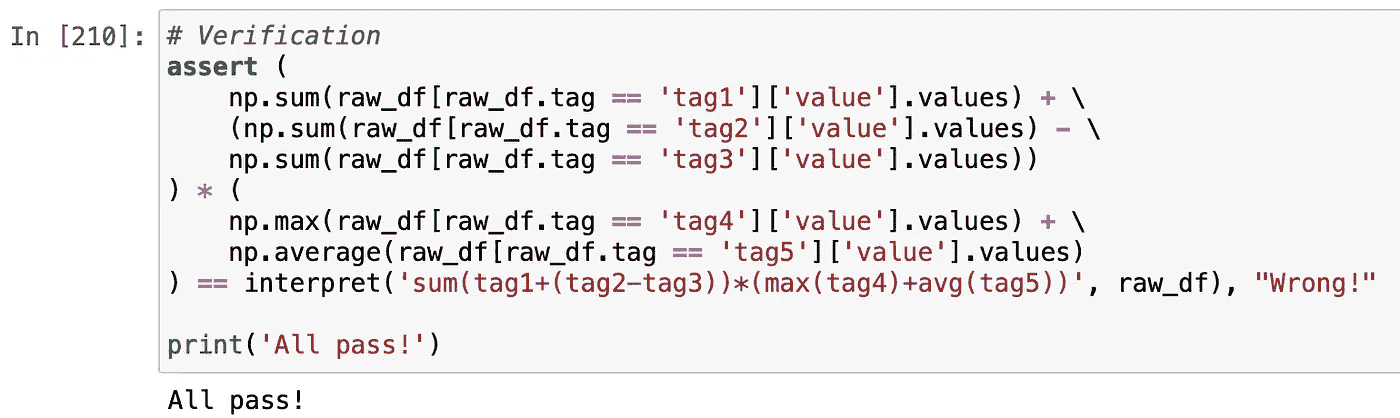 In [210]: # Verification
assert (
    np.sum(raw_df[raw_df.tag == 'tag1']['value'].values) + \
    (np.sum(raw_df[raw_df.tag == 'tag2']['value'].values) - \
    np.sum(raw_df[raw_df.tag == 'tag3']['value'].values))
) * (
    np.max(raw_df[raw_df.tag == 'tag4']['value'].values) + \
    np.average(raw_df[raw_df.tag == 'tag5']['value'].values)
) == interpret('sum(tag1+(tag2-tag3))*(max(tag4)+avg(tag5))', raw_df), "Wrong!"
print('All pass!')
All pass!